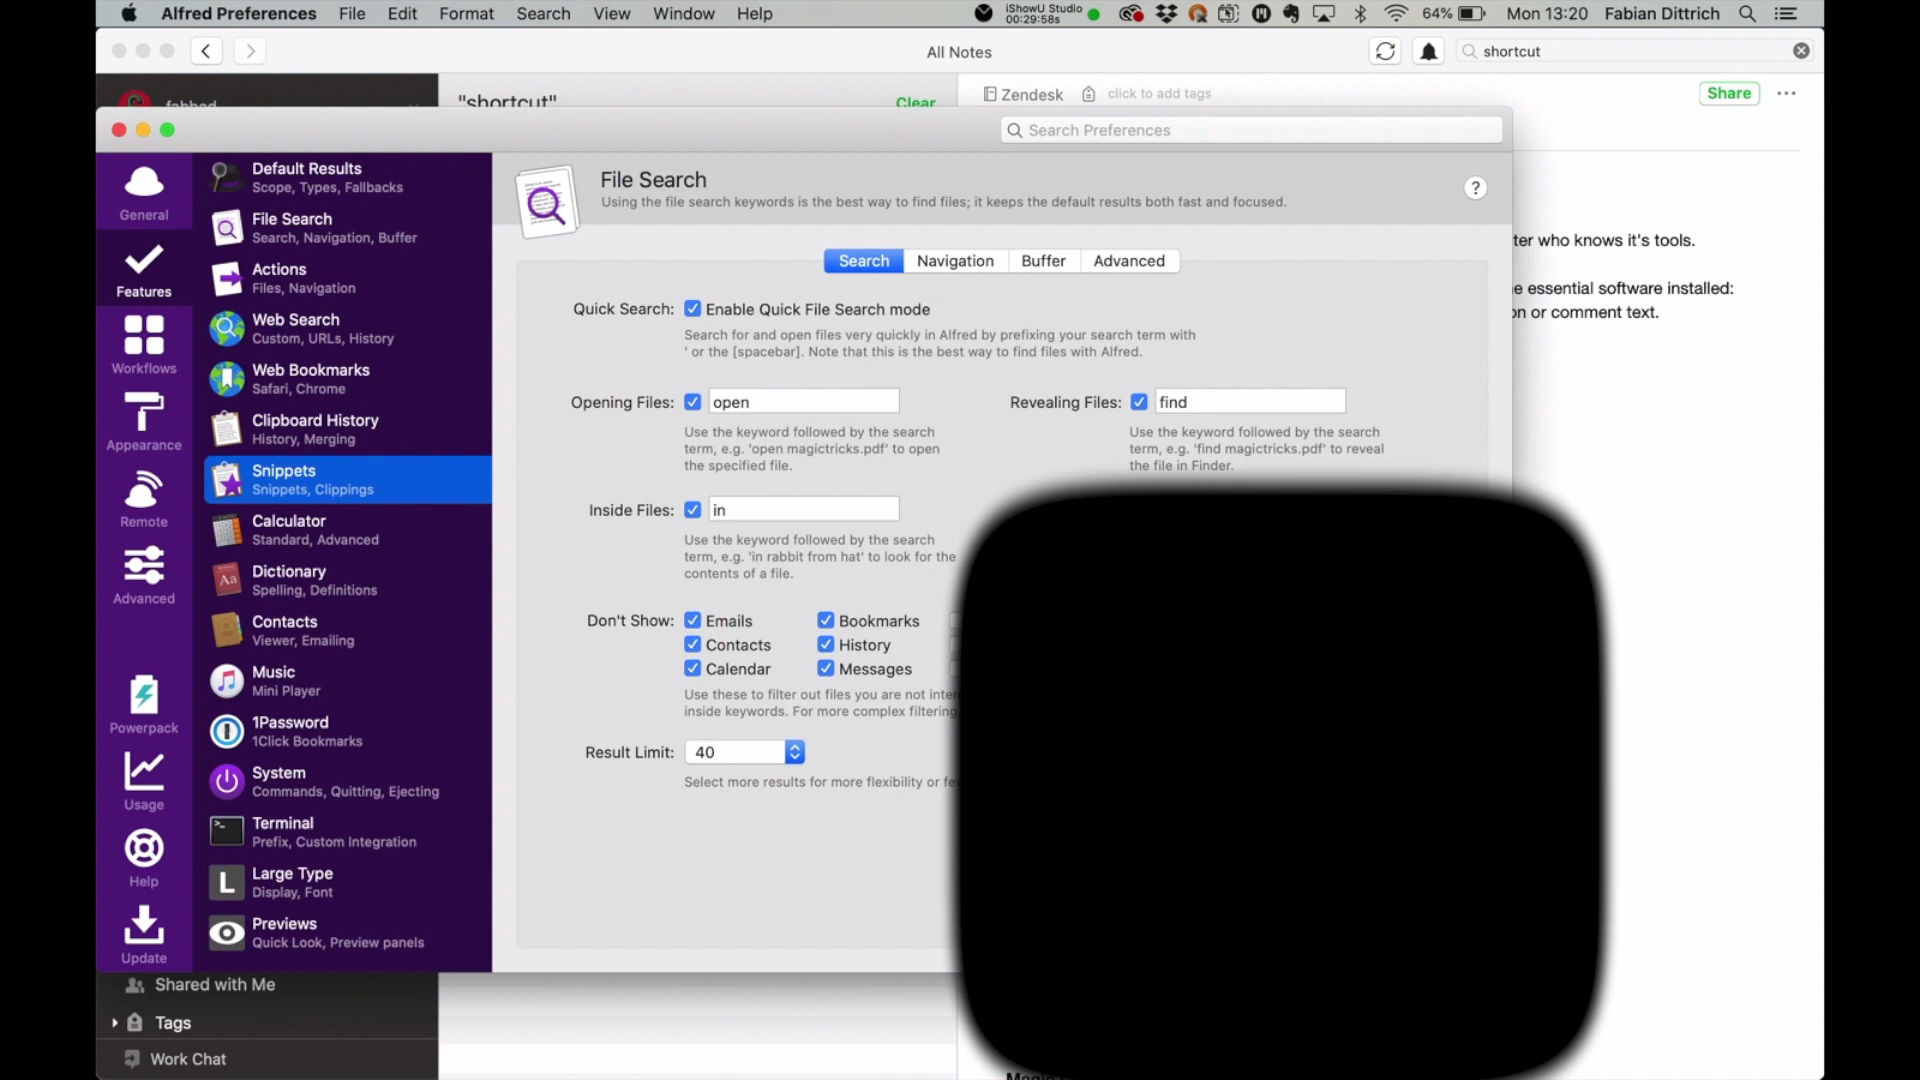 Alfred Preferences File Edit Format Search View Window Help iShowU Studio 00:29:58s 64% Mon 13:20 Fabian Dittrich
All Notes
shortcut
"shortcut"
Clear
Zendesk
click to add tags
Share
Search Preferences
General
Features
Workflows
Appearance
Remote
Advanced
Powerpack
Usage
Help
Update
Default Results
Scope, Types, Fallbacks
File Search
Search, Navigation, Buffer
Actions
Files, Navigation
Web Search
Custom, URLs, History
Web Bookmarks
Safari, Chrome
Clipboard History
History, Merging
Snippets
Snippets, Clippings
Calculator
Standard, Advanced
Dictionary
Spelling, Definitions
Contacts
Viewer, Emailing
Music
Mini Player
1Password
1Click Bookmarks
System
Commands, Quitting, Ejecting
Terminal
Prefix, Custom Integration
L
Large Type
Display, Font
Previews
Quick Look, Preview panels
File Search
Using the file search keywords is the best way to find files; it keeps the default results both fast and focused.
?
Search Navigation Buffer Advanced
Quick Search: Enable Quick File Search mode
Search for and open files very quickly in Alfred by prefixing your search term with
' or the [spacebar]. Note that this is the best way to find files with Alfred.
Opening Files: open
Use the keyword followed by the search
term, e.g. 'open magictricks.pdf' to open
the specified file.
Revealing Files: find
Use the keyword followed by the search
term, e.g. 'find magictricks.pdf' to reveal
the file in Finder.
Inside Files: in
Use the keyword followed by the search
term, e.g. 'in rabbit from hat' to look for the
contents of a file.
Don't Show: Emails Bookmarks
Contacts History
Calendar Messages
Use these to filter out files you are not inter
inside keywords. For more complex filtering
Result Limit: 40
Select more results for more flexibility or
ter who knows it's tools.
e essential software installed:
on or comment text.
Shared with Me
Tags
Work Chat